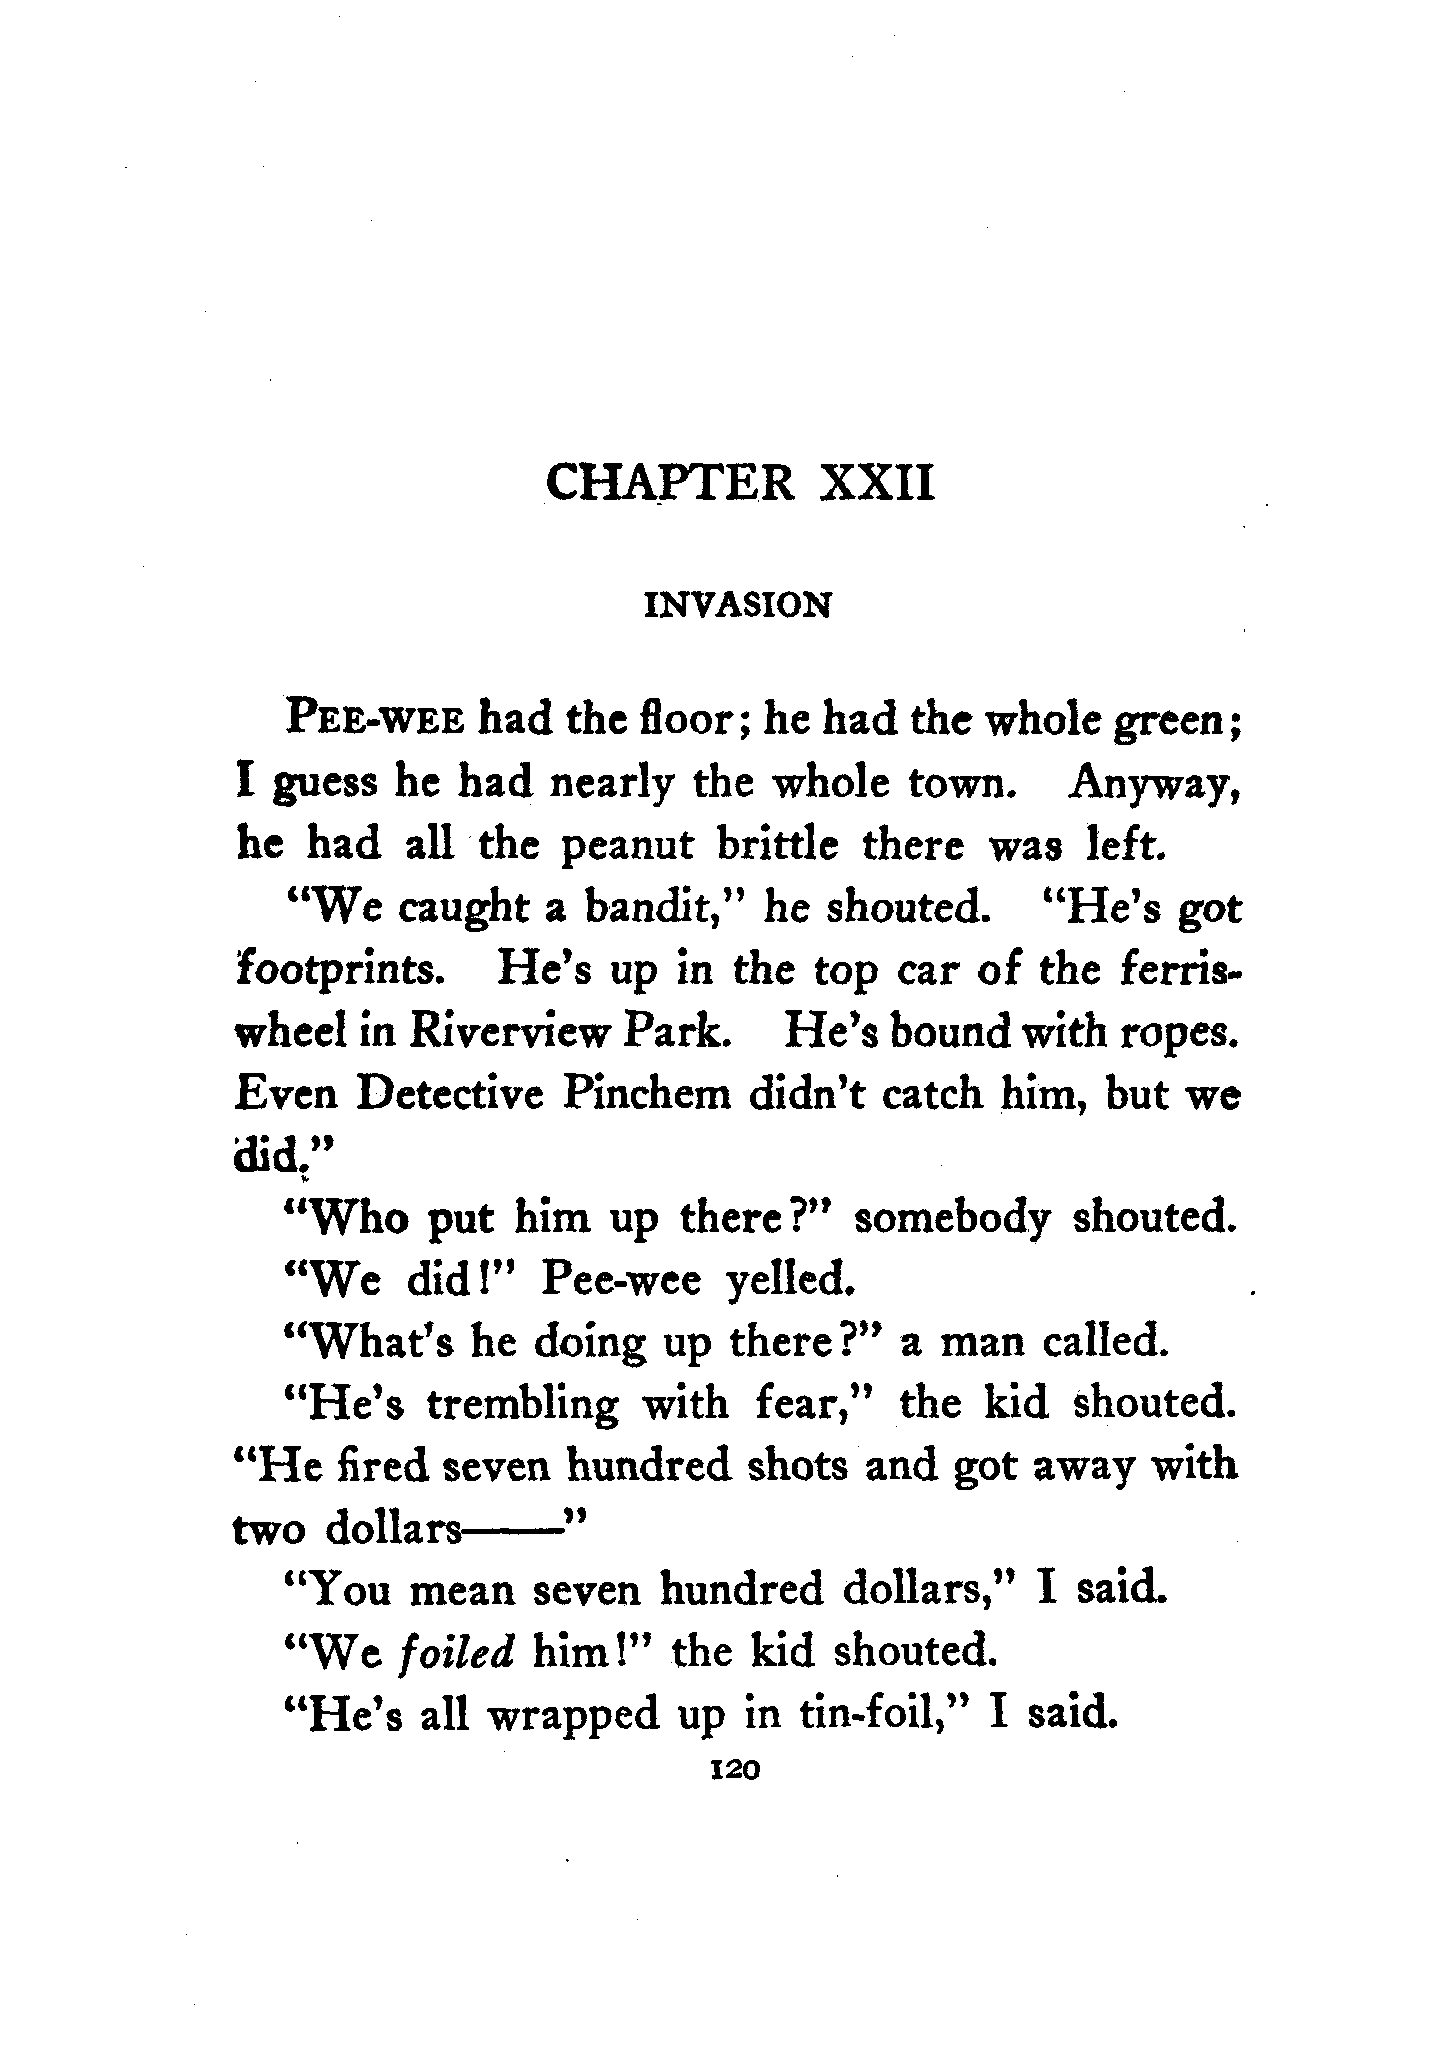 CHAPTER XXII
INVASION
PEE-WEE had the floor; he had the whole green;
I guess he had nearly the whole town. Anyway,
he had all the peanut brittle there was left.
“We caught a bandit,” he shouted. “He’s got
footprints. He’s up in the top car of the ferris-
wheel in Riverview Park. He’s bound with ropes.
Even Detective Pinchem didn’t catch him, but we
did.”
“Who put him up there?” somebody shouted.
“We did!” Pee-wee yelled.
“What’s he doing up there?” a man called.
“He’s trembling with fear,” the kid shouted.
“He fired seven hundred shots and got away with
two dollars——”
“You mean seven hundred dollars,” I said.
“We foiled him!” the kid shouted.
“He’s all wrapped up in tin-foil,” I said.
120